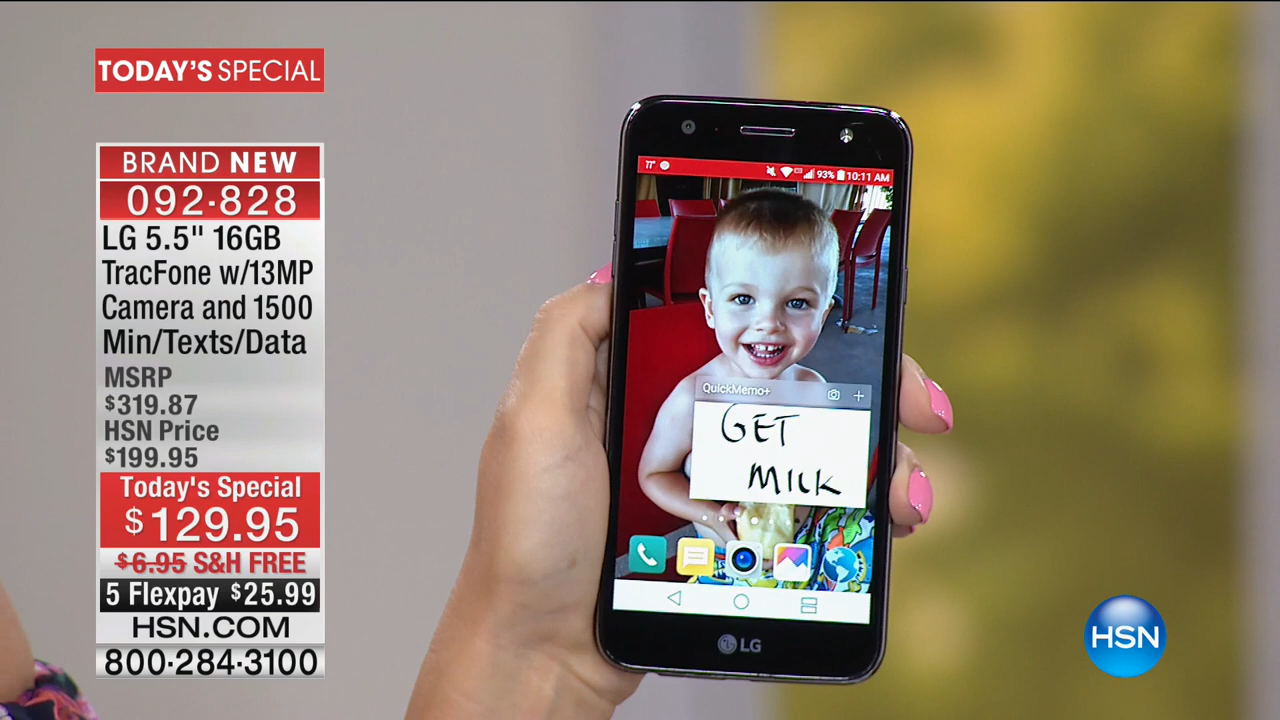 TODAY'S SPECIAL
BRAND NEW
092·828
LG 5.5" 16GB
TracFone w/13MP
Camera and 1500
Min/Texts/Data
MSRP
$319.87
HSN Price
$199.95
Today's Special
$129.95
$6.95 S&H FREE
5 Flexpay $25.99
HSN.COM
800·284·3100
77° 93% 10:11 AM
QuickMemo+
GET
MILK
LG
HSN